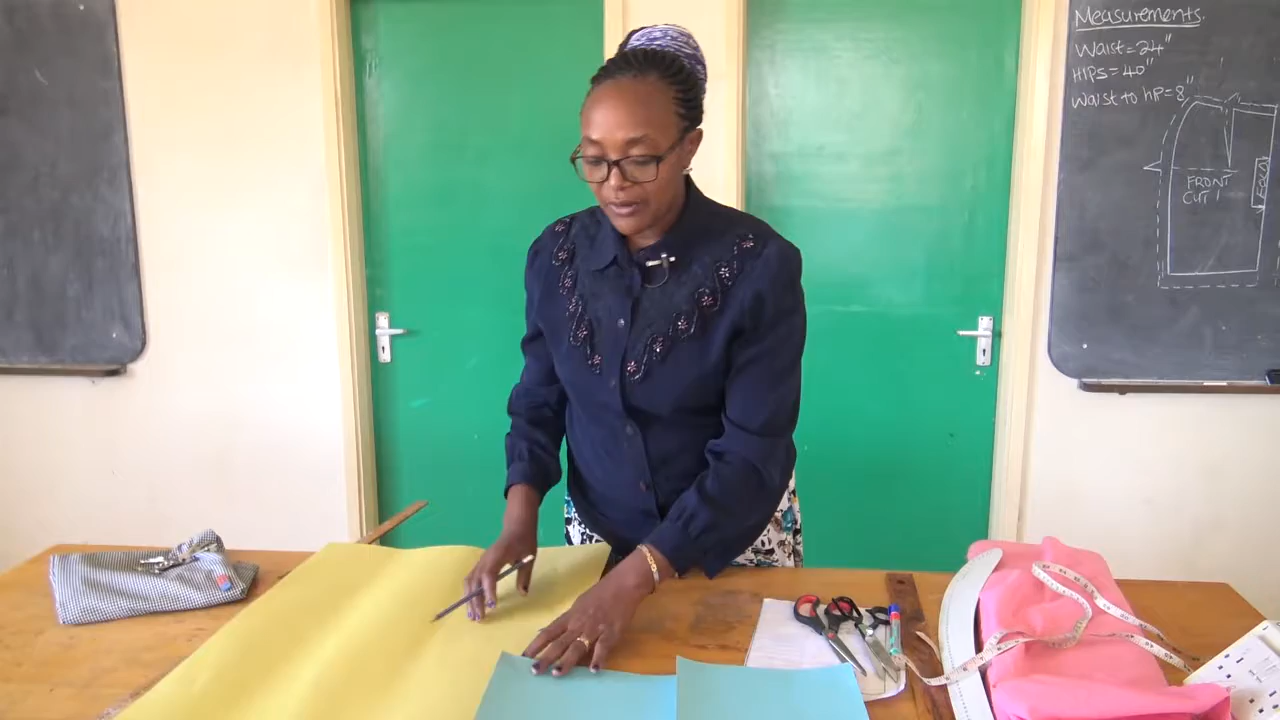 Measurements.
Waist = 24"
HIPs = 40"
Waist to hIP = 8"
FRONT
CUT 1